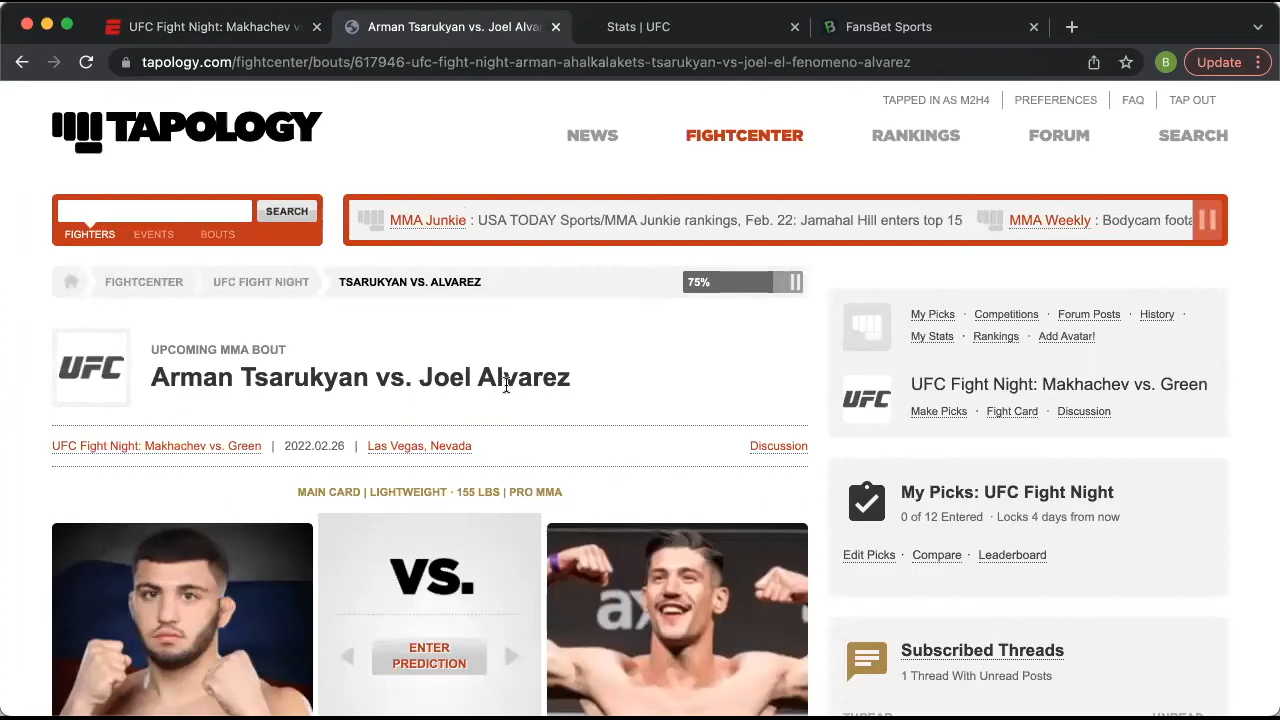 UFC Fight Night: Makhachev v
Arman Tsarukyan vs. Joel Alvar
Stats | UFC
FansBet Sports
tapology.com/fightcenter/bouts/617946-ufc-fight-night-arman-ahalkalakets-tsarukyan-vs-joel-el-fenomeno-alvarez
B
Update
TAPPED IN AS M2H4
PREFERENCES
FAQ
TAP OUT
TAPOLOGY
NEWS
FIGHTCENTER
RANKINGS
FORUM
SEARCH
SEARCH
FIGHTERS
EVENTS
BOUTS
MMA Junkie : USA TODAY Sports/MMA Junkie rankings, Feb. 22: Jamahal Hill enters top 15
MMA Weekly : Bodycam foota
FIGHTCENTER
UFC FIGHT NIGHT
TSARUKYAN VS. ALVAREZ
75%
UFC
UPCOMING MMA BOUT
Arman Tsarukyan vs. Joel Alvarez
UFC Fight Night: Makhachev vs. Green | 2022.02.26 | Las Vegas, Nevada
Discussion
MAIN CARD | LIGHTWEIGHT · 155 LBS | PRO MMA
VS.
ENTER
PREDICTION
ax
My Picks · Competitions · Forum Posts · History ·
My Stats · Rankings · Add Avatar!
UFC
UFC Fight Night: Makhachev vs. Green
Make Picks · Fight Card · Discussion
My Picks: UFC Fight Night
0 of 12 Entered · Locks 4 days from now
Edit Picks · Compare · Leaderboard
Subscribed Threads
1 Thread With Unread Posts
THREAD
UNREAD